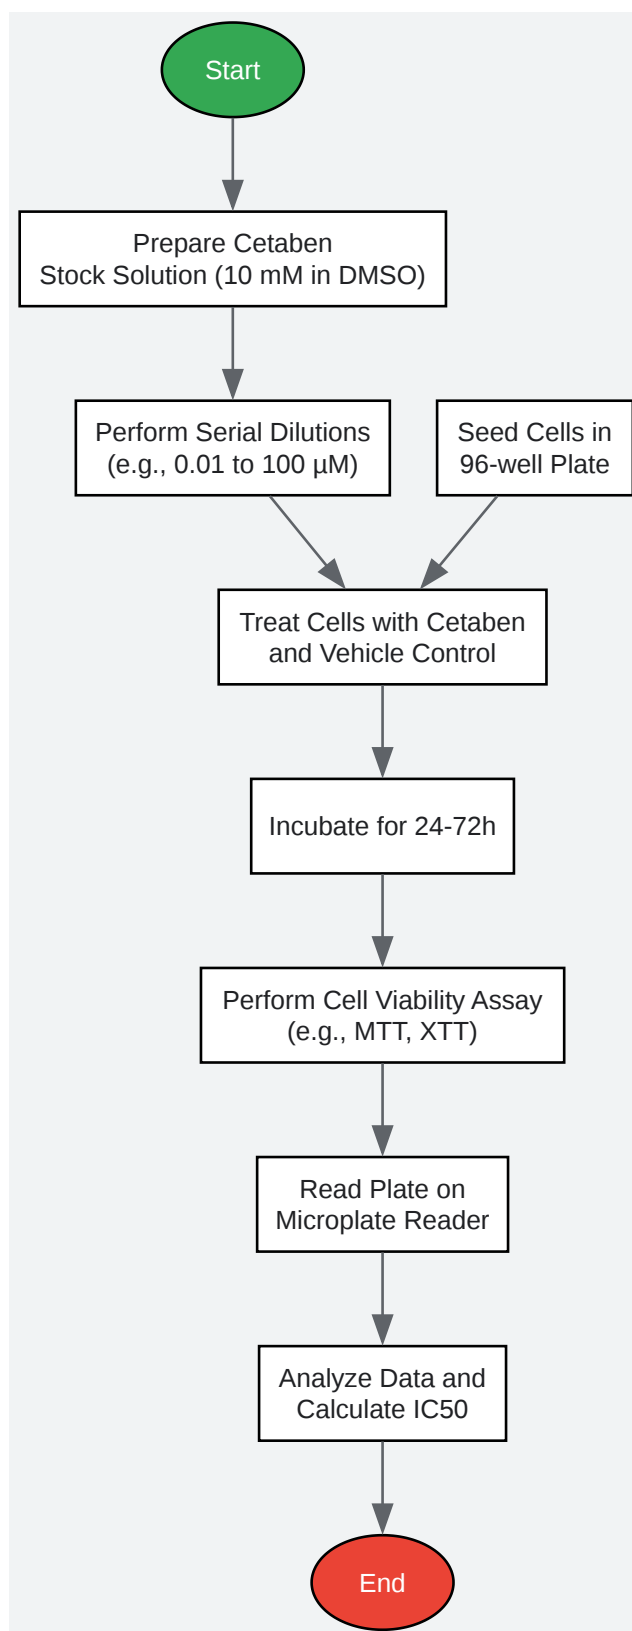 Start
Prepare Cetaben
Stock Solution (10 mM in DMSO)
Perform Serial Dilutions
(e.g., 0.01 to 100 µM)
Seed Cells in
96-well Plate
Treat Cells with Cetaben
and Vehicle Control
Incubate for 24-72h
Perform Cell Viability Assay
(e.g., MTT, XTT)
Read Plate on
Microplate Reader
Analyze Data and
Calculate IC50
End